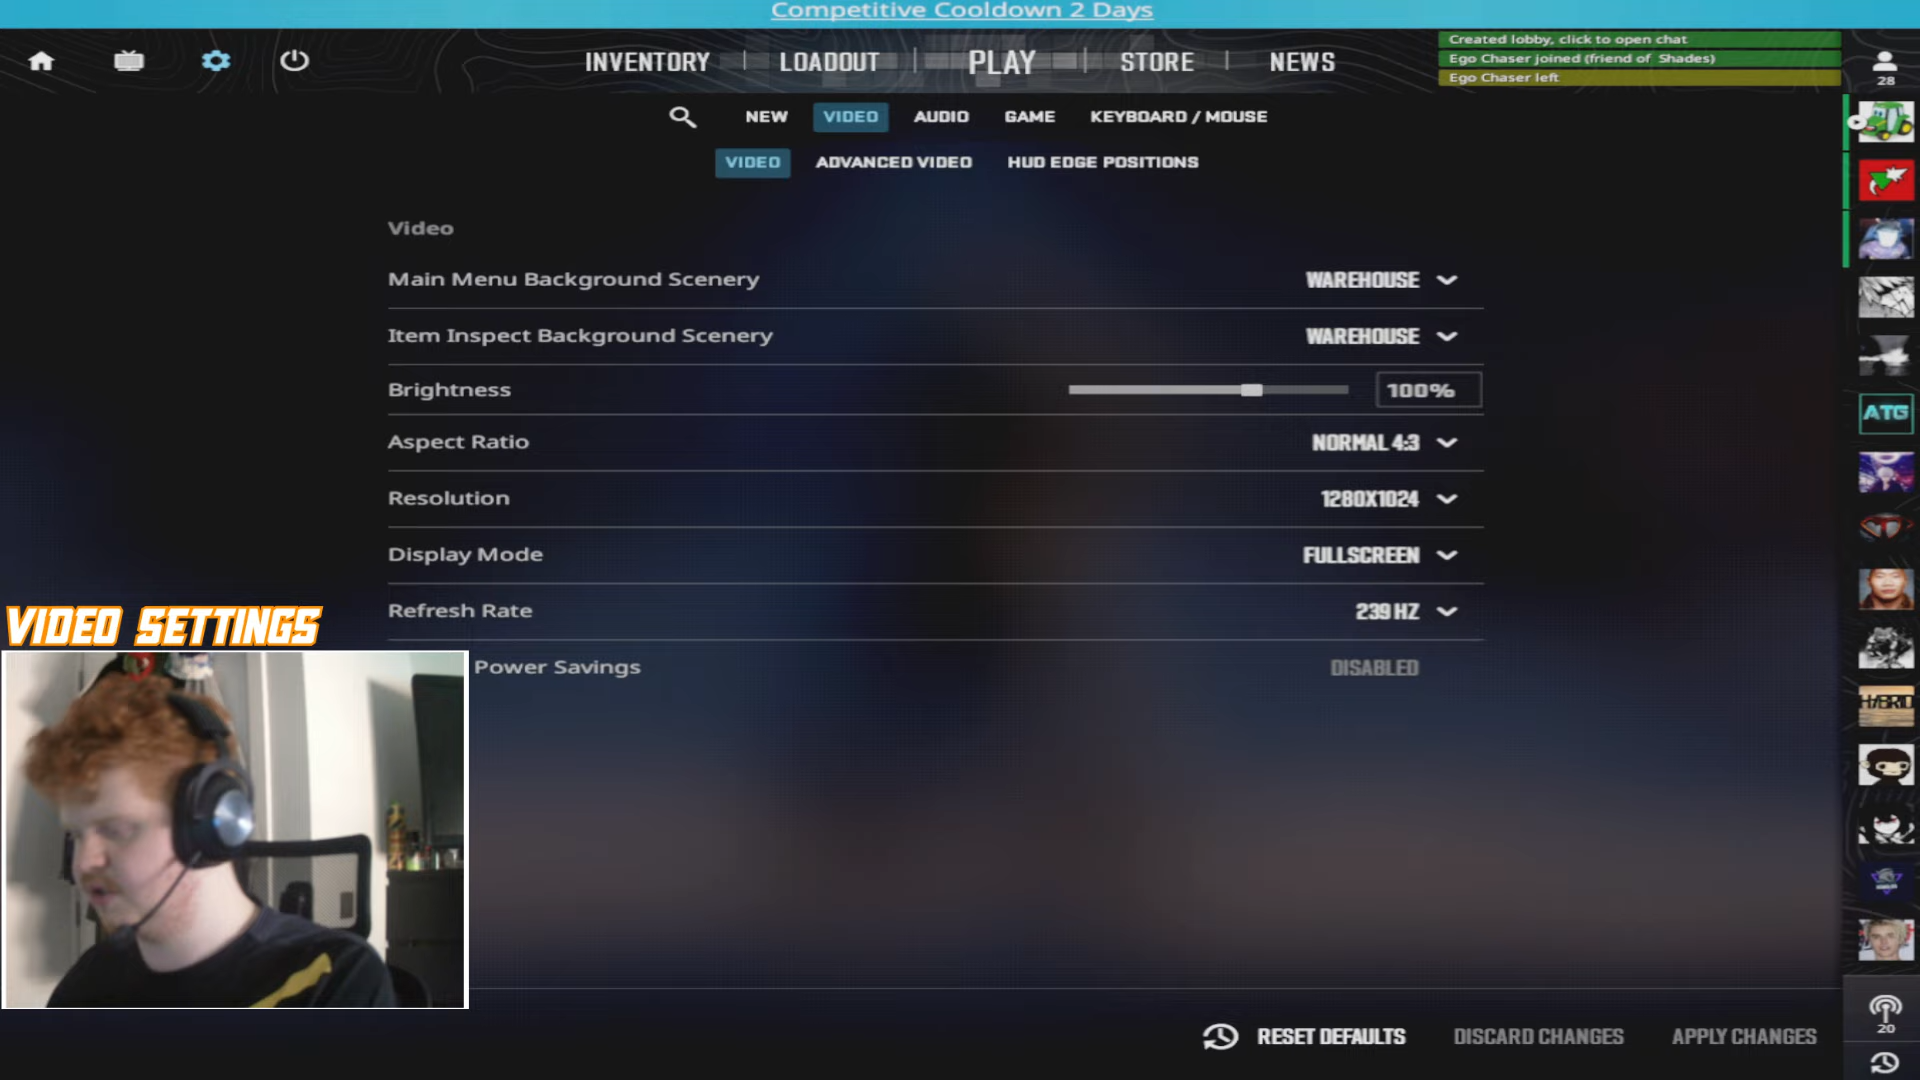 Competitive Cooldown 2 Days
INVENTORY
LOADOUT
PLAY
STORE
NEWS
Created lobby, click to open chat
Ego Chaser joined (friend of Shades)
Ego Chaser left
28
NEW
VIDEO
AUDIO
GAME
KEYBOARD / MOUSE
VIDEO
ADVANCED VIDEO
HUD EDGE POSITIONS
Video
Main Menu Background Scenery
WAREHOUSE
Item Inspect Background Scenery
WAREHOUSE
Brightness
100%
Aspect Ratio
NORMAL 4:3
Resolution
1280X1024
Display Mode
FULLSCREEN
Refresh Rate
239 HZ
Power Savings
DISABLED
VIDEO SETTINGS
ATG
HYBRID
20
RESET DEFAULTS
DISCARD CHANGES
APPLY CHANGES